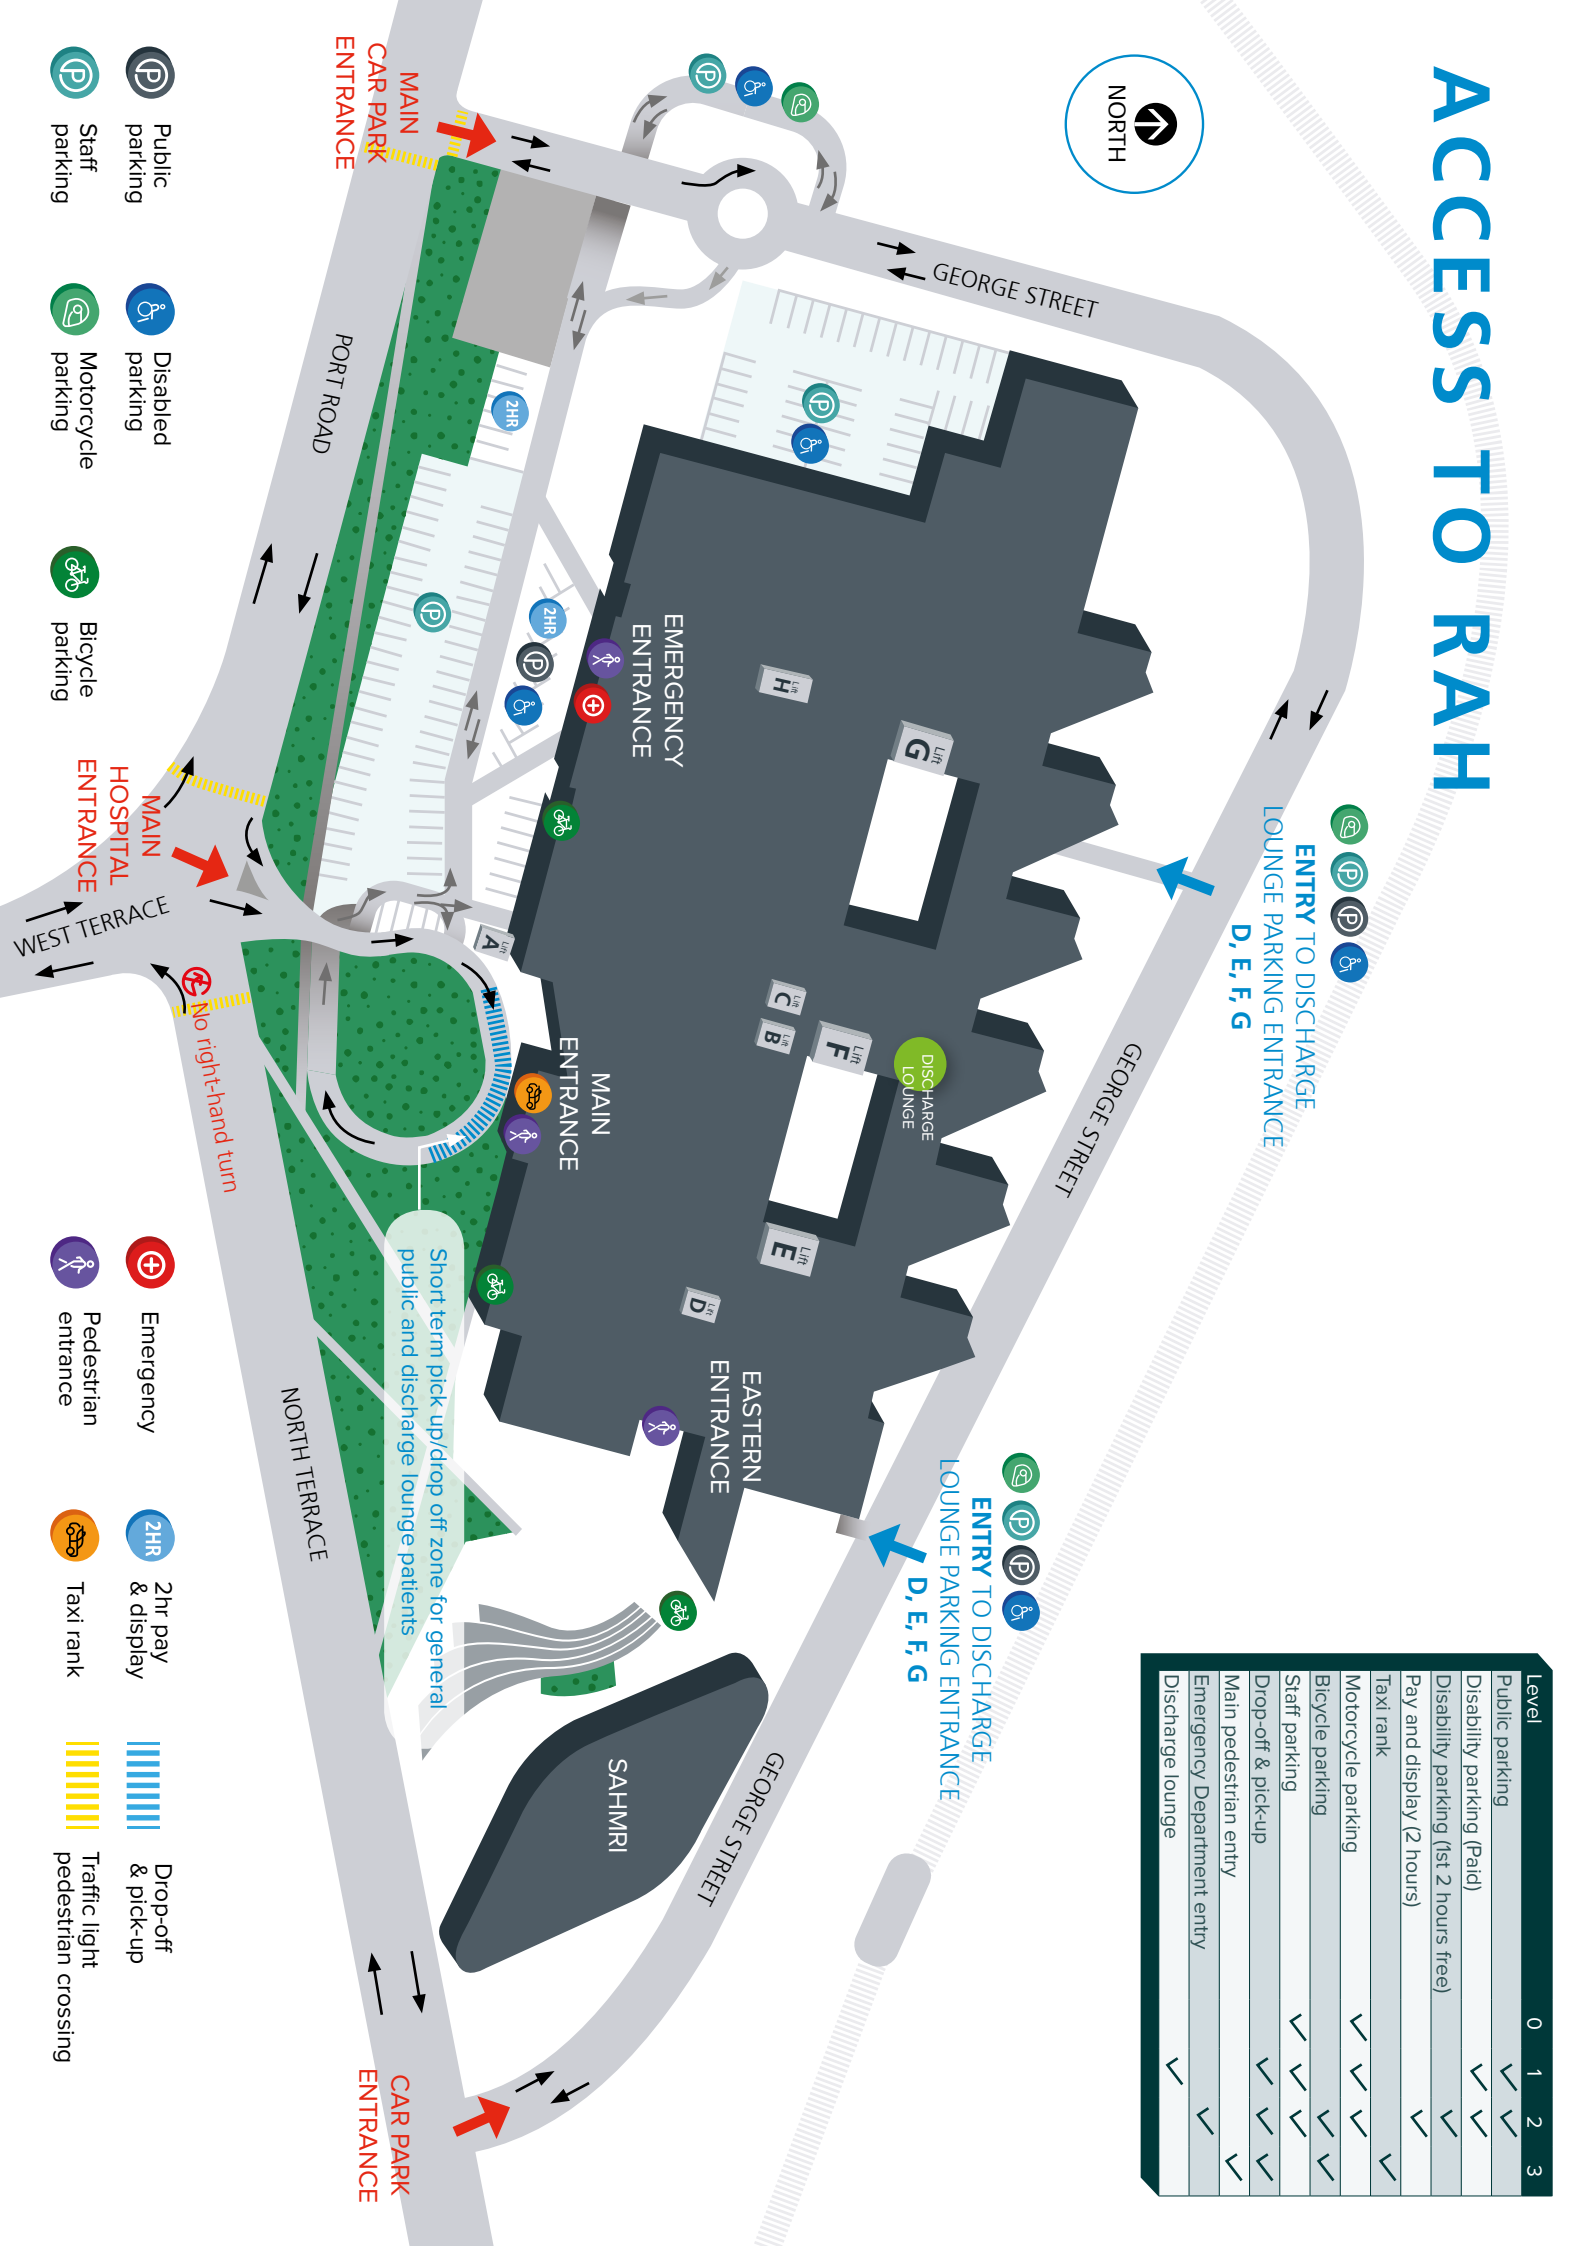 ACCESS TO RAH
NORTH
Level 0 1 2 3
Public parking
Disability parking (Paid)
Disability parking (1st 2 hours free)
Pay and display (2 hours)
Taxi rank
Motorcycle parking
Bicycle parking
Staff parking
Drop-off & pick-up
Main pedestrian entry
Emergency Department entry
Discharge lounge
ENTRY TO DISCHARGE
LOUNGE PARKING ENTRANCE
D, E, F, G
ENTRY TO DISCHARGE
LOUNGE PARKING ENTRANCE
D, E, F, G
GEORGE STREET
GEORGE STREET
GEORGE STREET
DISCHARGE
LOUNGE
Lift
G
Lift
H
Lift
F
Lift
C
Lift
B
Lift
E
Lift
D
Lift
A
EASTERN
ENTRANCE
EMERGENCY
ENTRANCE
MAIN
ENTRANCE
SAHMRI
2HR
2HR
Short term pick up/drop off zone for general
public and discharge lounge patients
MAIN
CAR PARK
ENTRANCE
PORT ROAD
MAIN
HOSPITAL
ENTRANCE
WEST TERRACE
No right-hand turn
NORTH TERRACE
CAR PARK
ENTRANCE
Public
parking
Disabled
parking
Staff
parking
Motorcycle
parking
Bicycle
parking
Emergency
2HR
2hr pay
& display
Drop-off
& pick-up
Pedestrian
entrance
Taxi rank
Traffic light
pedestrian crossing